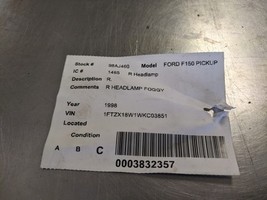 Stock # 98AJ48G Model FORD F150 PICKUP
IC # 1465 R Headlamp
Description R.
Comments R HEADLAMP FOGGY
Year 1998
VIN 1FTZX18W1WKC03851
Located
Condition
A B C
0003832357